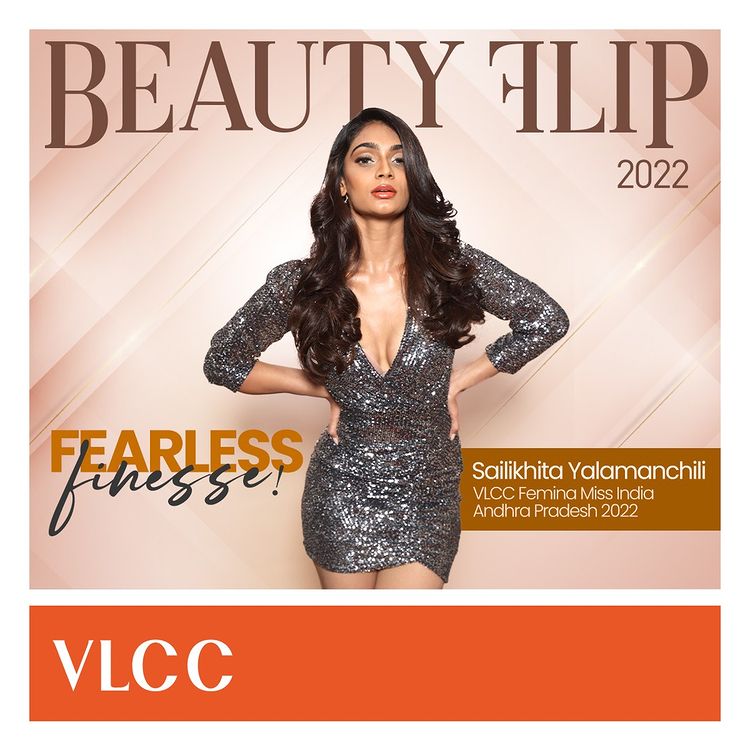 BEAUTY FLIP
2022
FEARLESS
finesse!
Sailikhita Yalamanchili
VLCC Femina Miss India
Andhra Pradesh 2022
VLCC